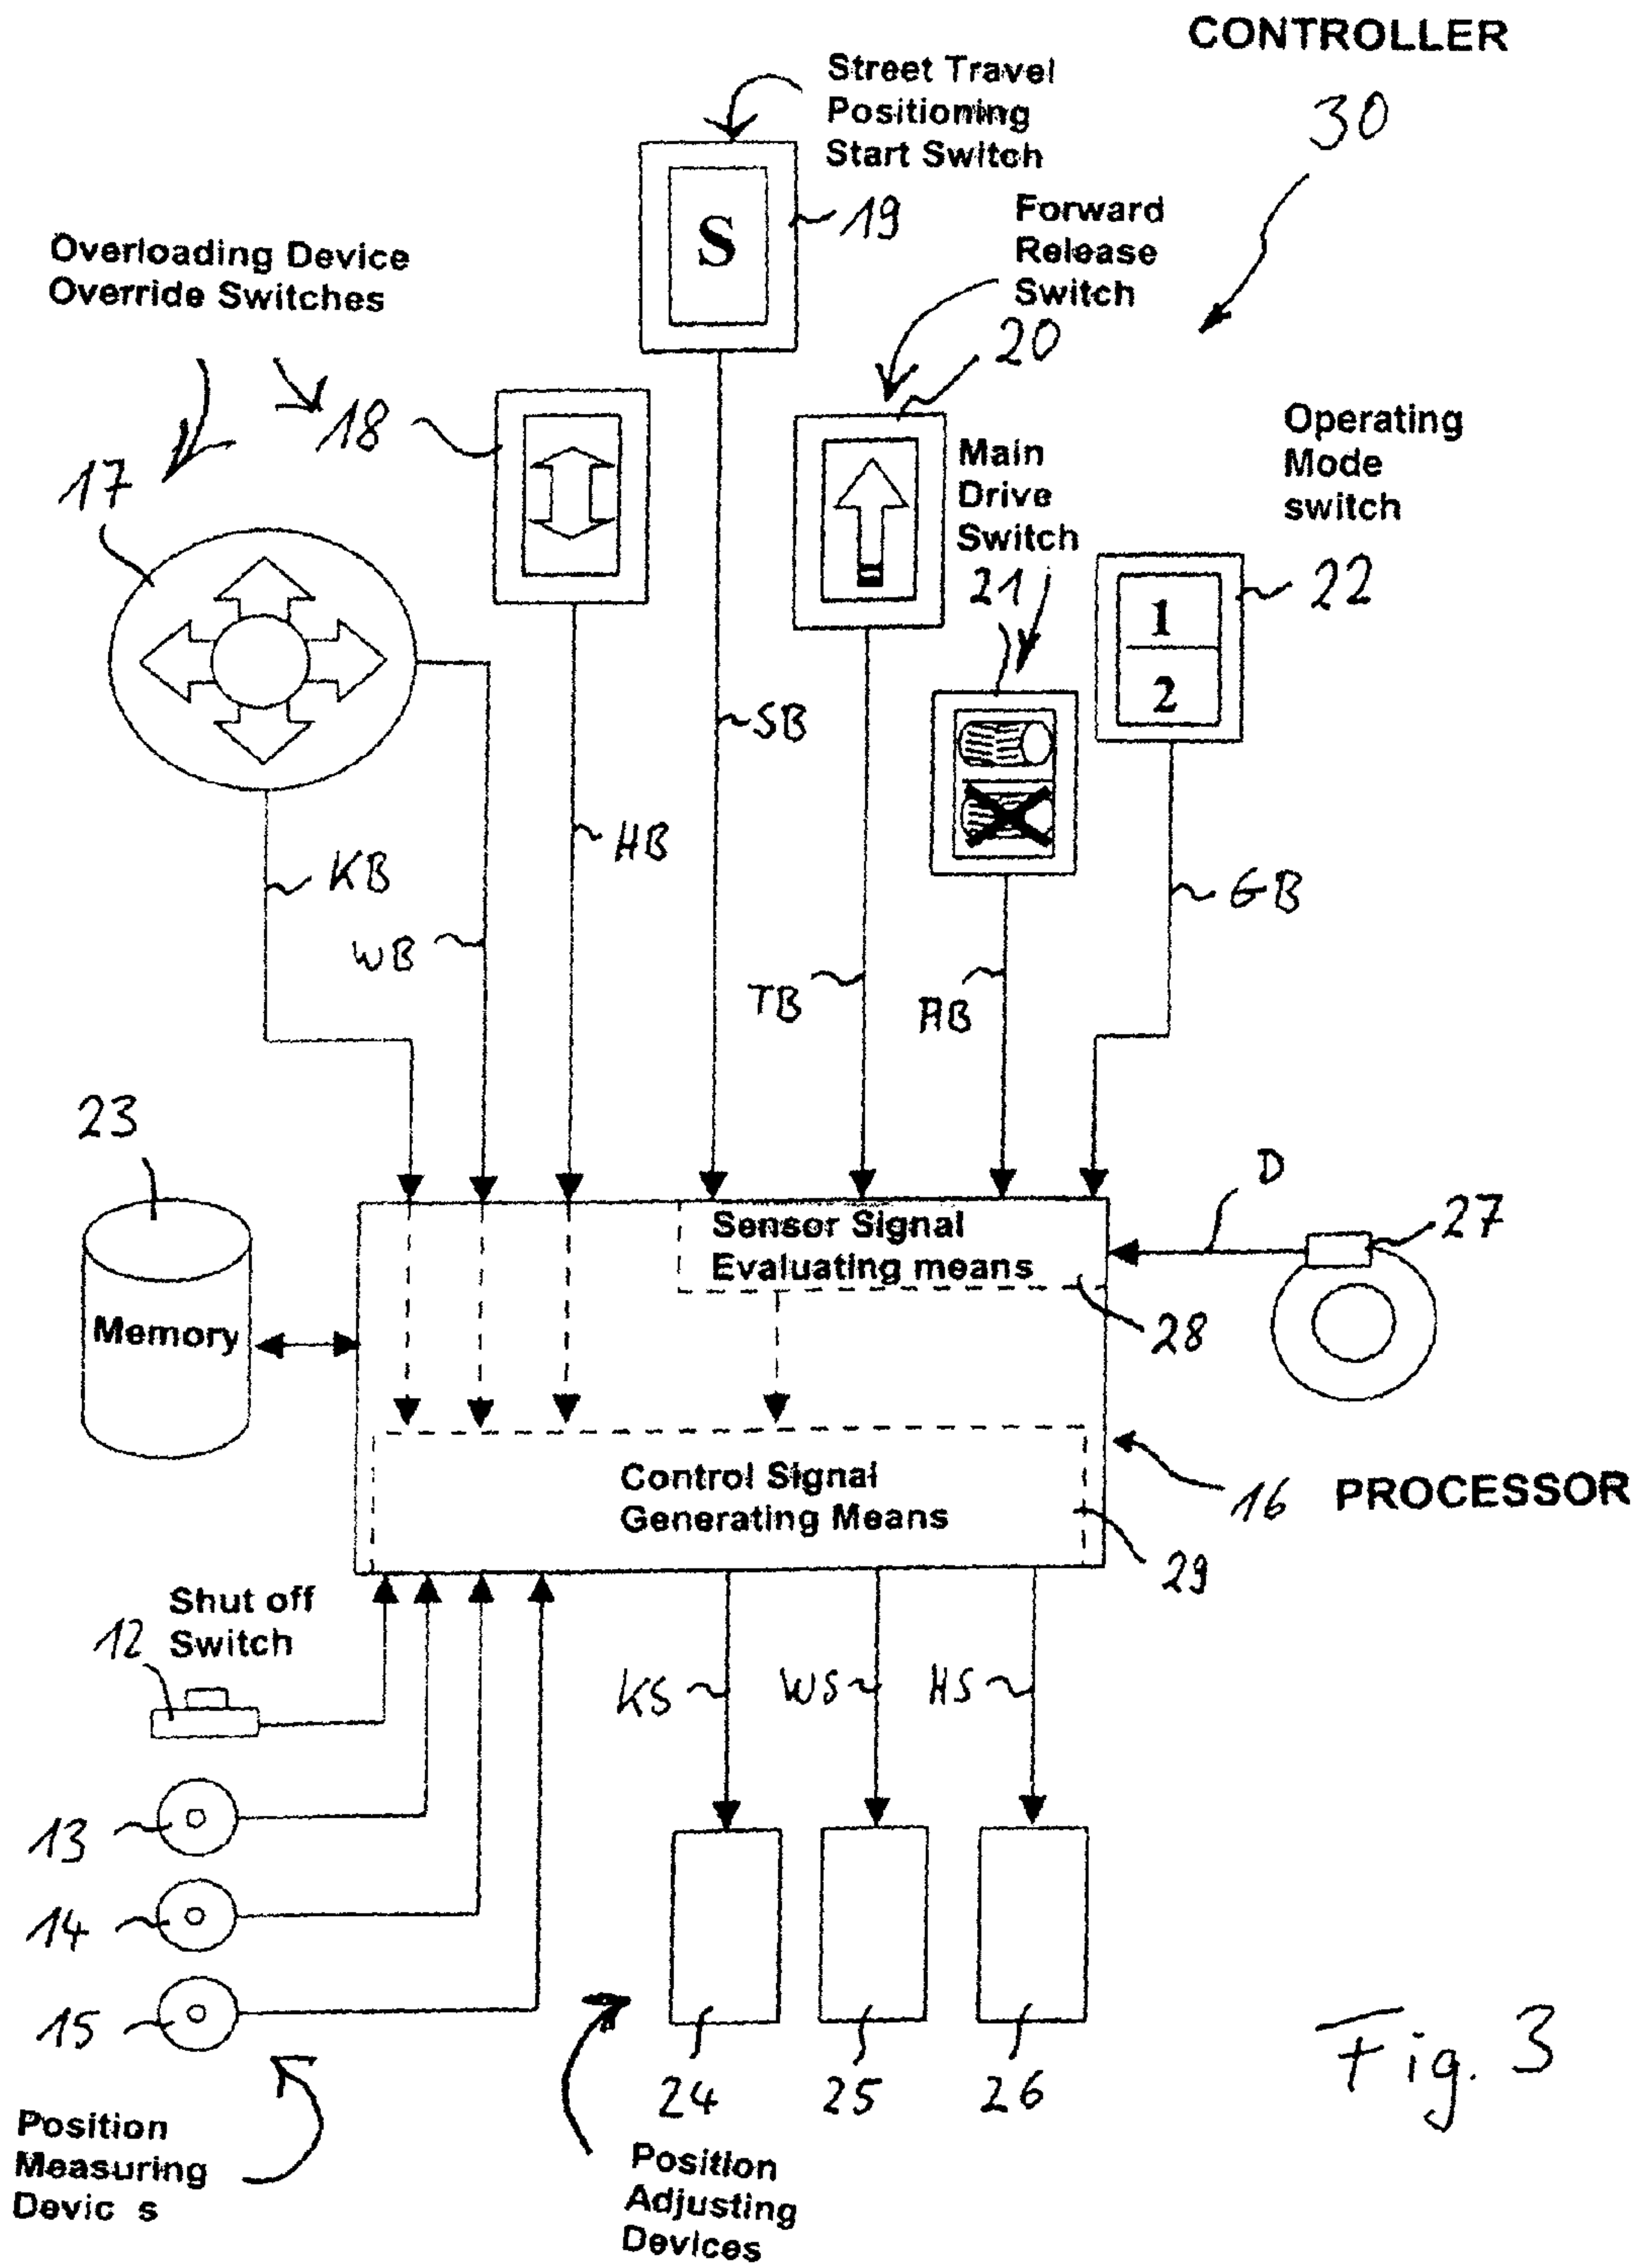 CONTROLLER
30
Street Travel
Positioning
Start Switch
19
S
Forward
Release
Switch
20
Overloading Device
Override Switches
18
17
Main
Drive
Switch
21
Operating
Mode
switch
22
1
2
SB
HB
KB
WB
TB
AB
GB
23
Memory
Sensor Signal
Evaluating means
28
D
27
Control Signal
Generating Means
29
16 PROCESSOR
Shut off
Switch
12
13
14
15
KS
WS
HS
24
25
26
Position
Measuring
Devic s
Position
Adjusting
Devices
Fig. 3